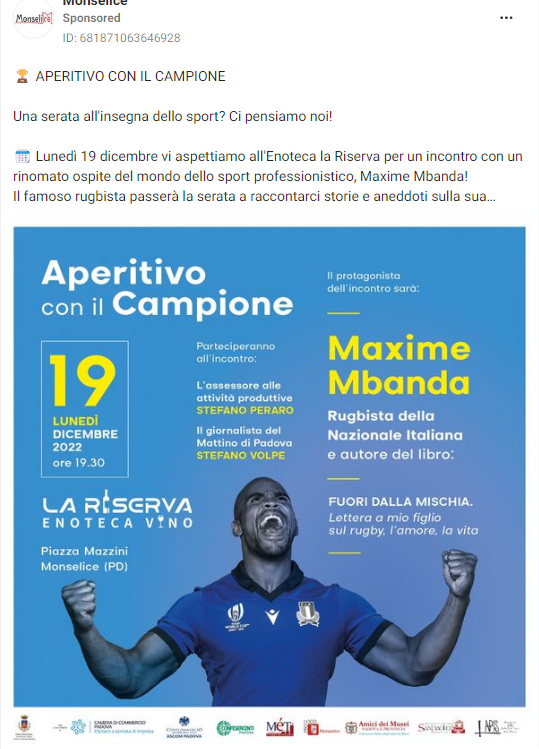 Monselice
Monselice
Sponsored
ID: 681871063646928
🏆 APERITIVO CON IL CAMPIONE
Una serata all'insegna dello sport? Ci pensiamo noi!
🗓️ Lunedì 19 dicembre vi aspettiamo all'Enoteca la Riserva per un incontro con un
rinomato ospite del mondo dello sport professionistico, Maxime Mbanda!
Il famoso rugbista passerà la serata a raccontarci storie e aneddoti sulla sua...
Aperitivo
con il Campione
19
LUNEDÌ
DICEMBRE
2022
ore 19.30
Parteciperanno
all'incontro:
L'assessore alle
attività produttive
STEFANO PERARO
Il giornalista del
Mattino di Padova
STEFANO VOLPE
Il protagonista
dell'incontro sarà:
Maxime
Mbanda
Rugbista della
Nazionale Italiana
e autore del libro:
FUORI DALLA MISCHIA.
Lettera a mio figlio
sul rugby, l'amore, la vita
LA RISERVA
ENOTECA VINO
Piazza Mazzini
Monselice (PD)
CAMERA DI COMMERCIO
PADOVA
ASCOM PADOVA
CONFESERCENTI
Amici dei Musei